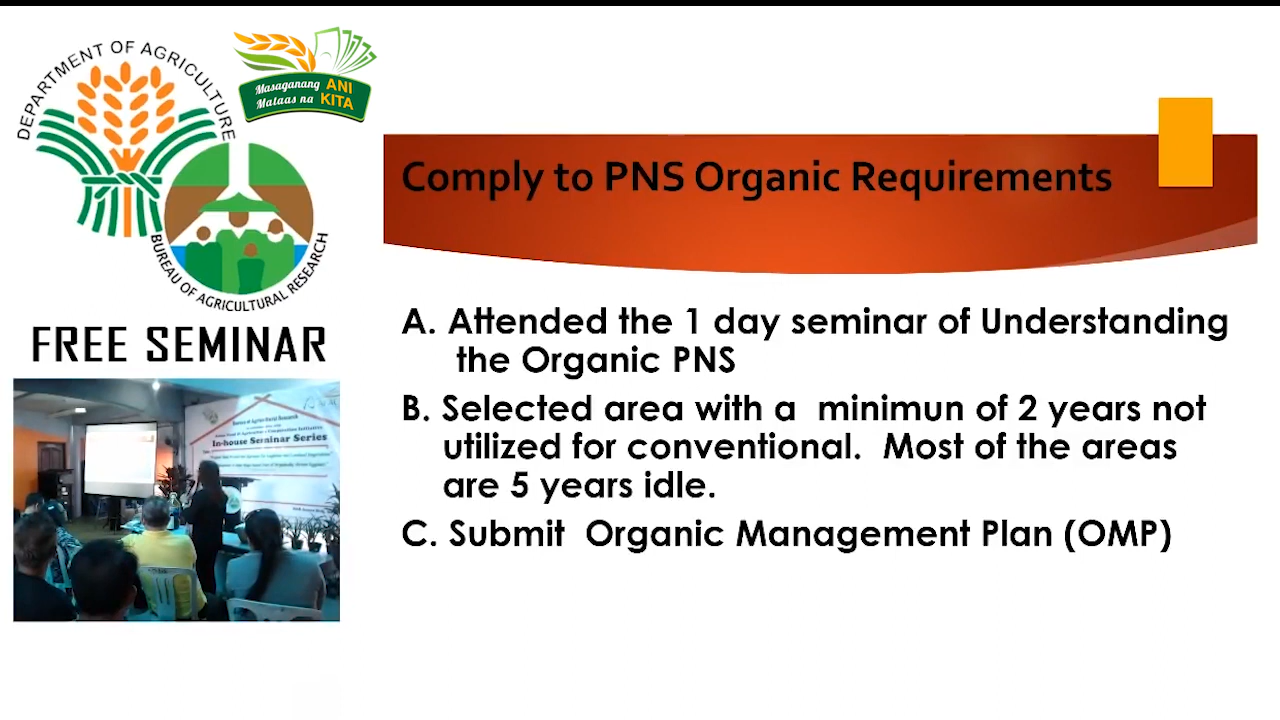 DEPARTMENT OF AGRICULTURE
Masaganang ANI
Mataas na KITA
BUREAU OF AGRICULTURAL RESEARCH
FREE SEMINAR
In-house Seminar Series
Comply to PNS Organic Requirements
A. Attended the 1 day seminar of Understanding
the Organic PNS
B. Selected area with a minimun of 2 years not
utilized for conventional. Most of the areas
are 5 years idle.
C. Submit Organic Management Plan (OMP)